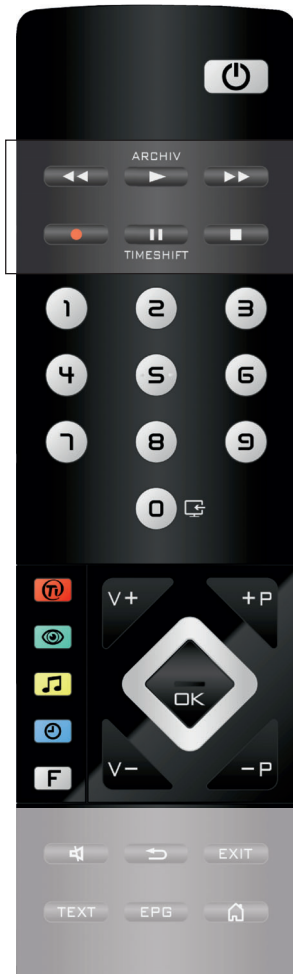 ARCHIV
TIMESHIFT
1 2 3
4 5 6
7 8 9
0
V+ +P
OK
F
V- -P
EXIT
TEXT EPG